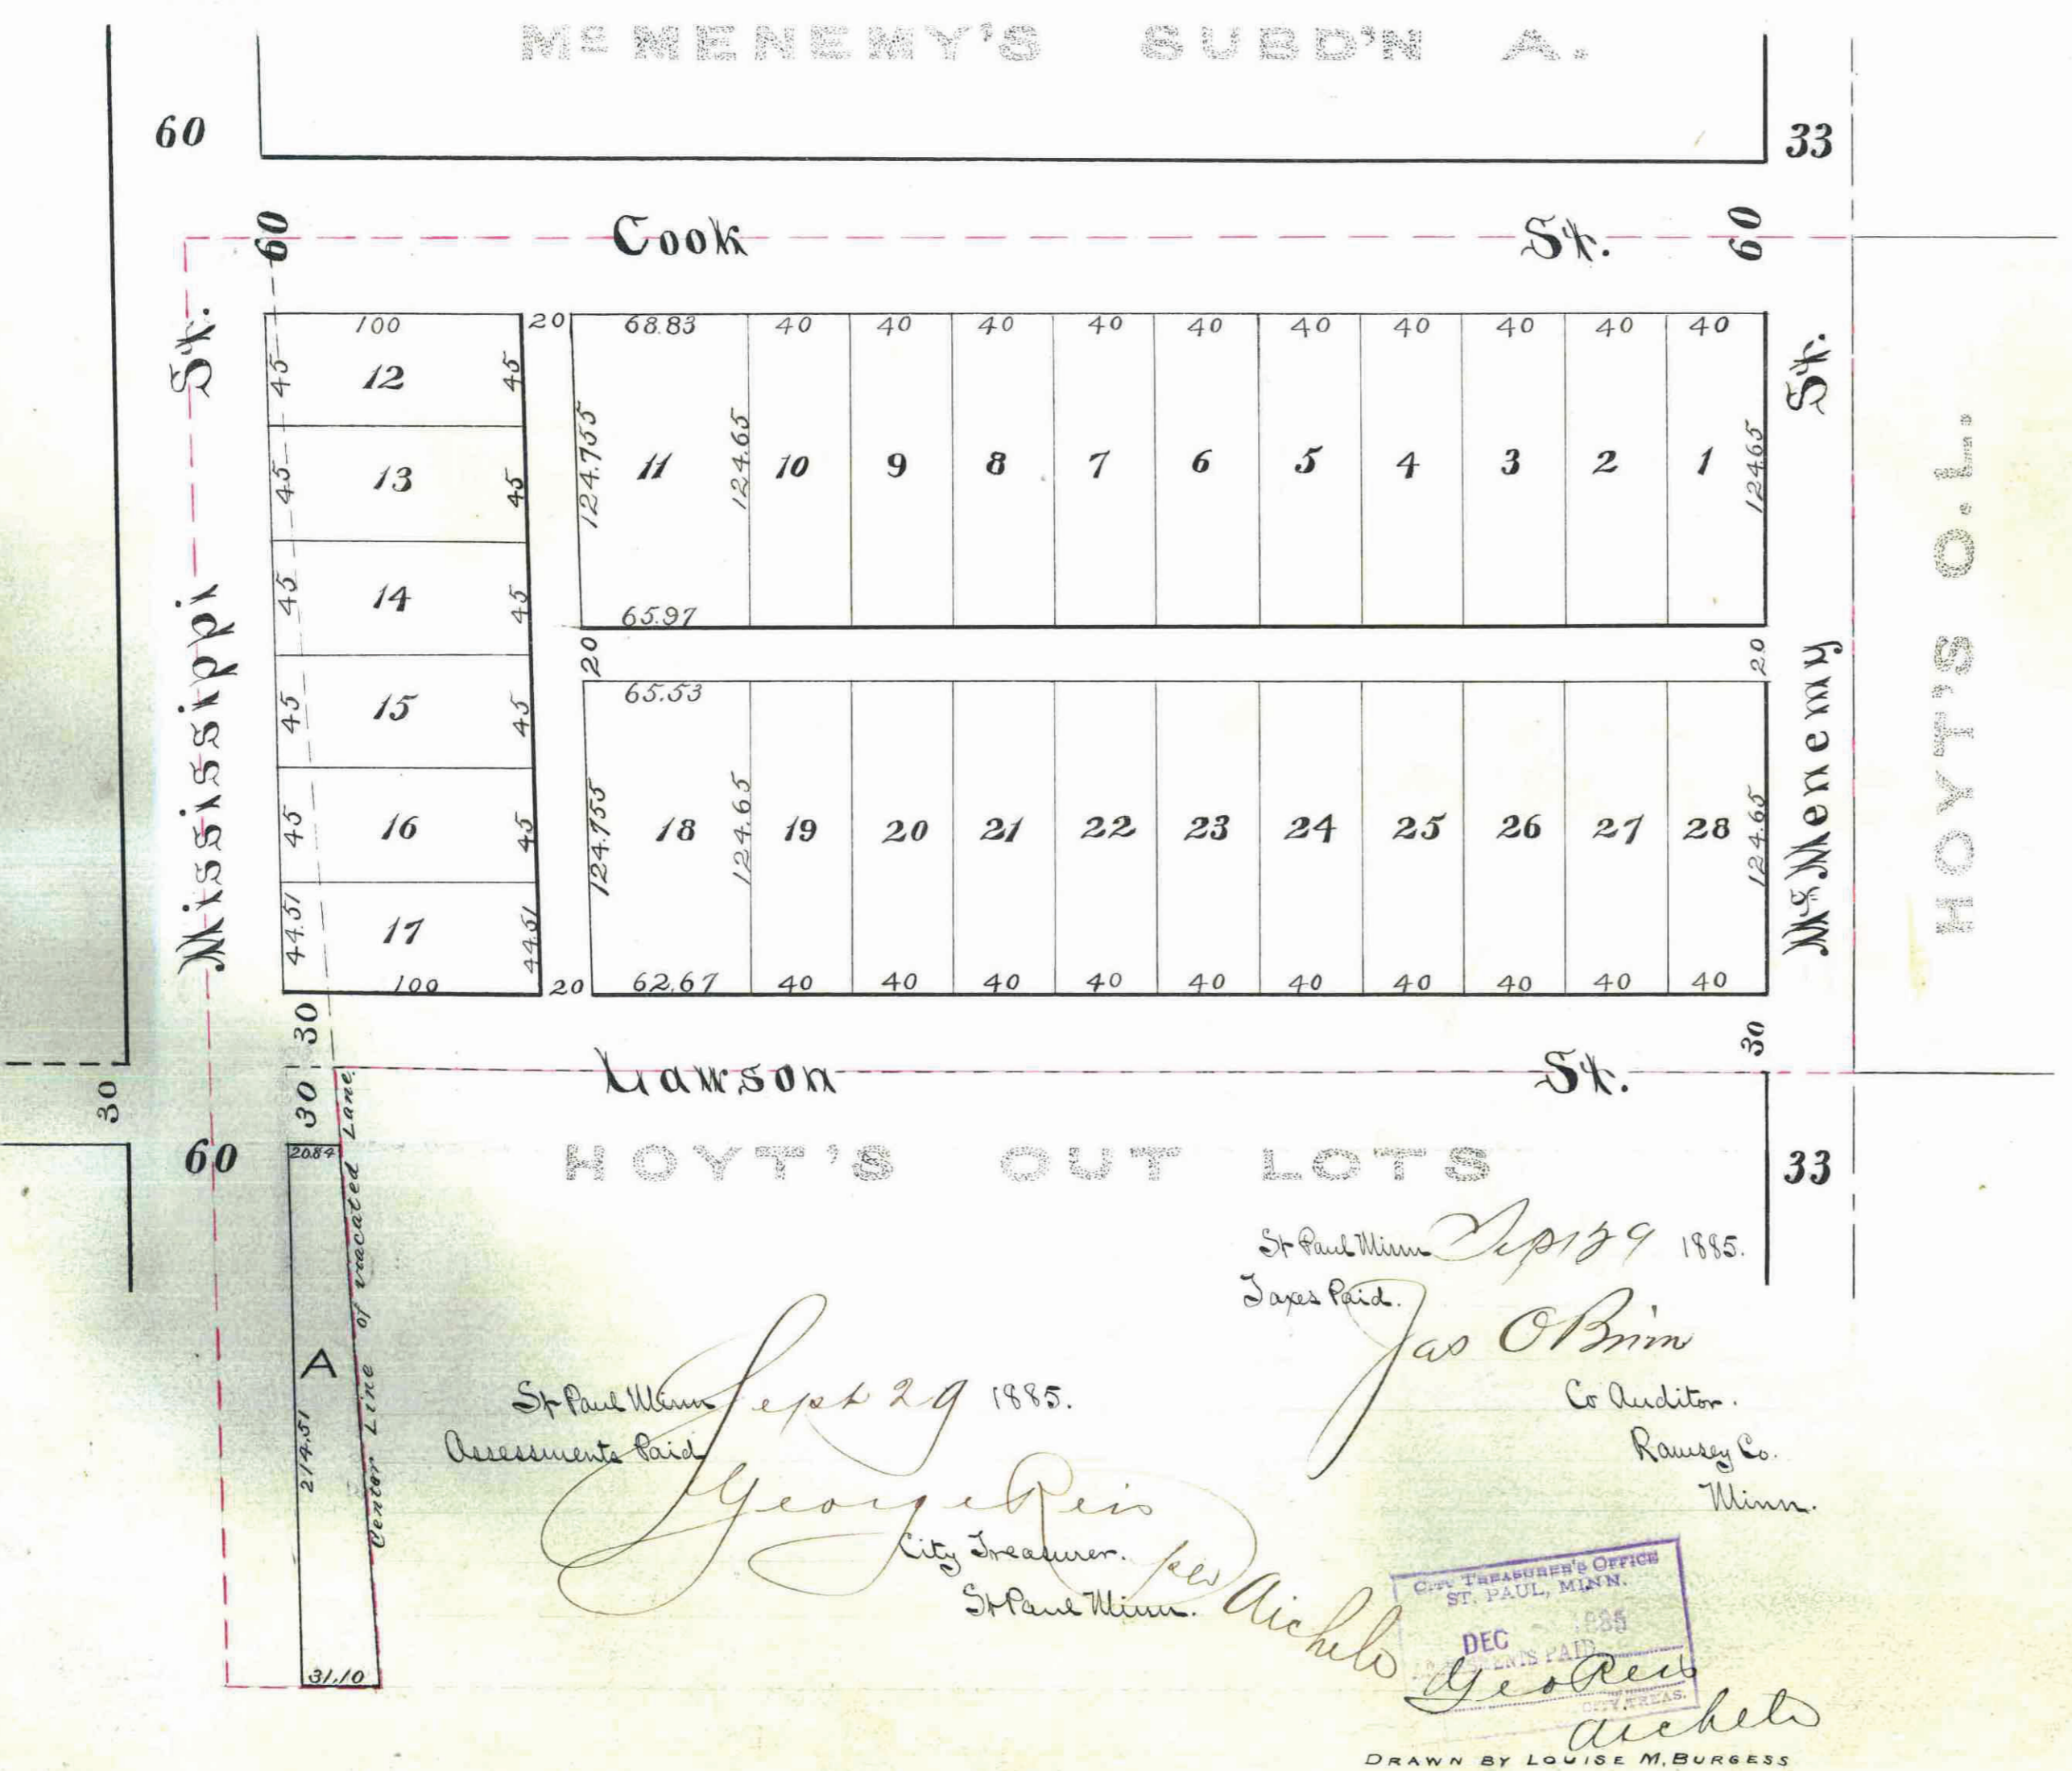 McMENEMY'S SUBD'N A.
60
33
60
Cook St.
60
Mississippi St.
McMenemy St.
HOYT'S O.L.
100
20
68.83
40 40 40 40 40 40 40 40 40 40
45 12 45
45 13 45
45 14 45
45 15 45
45 16 45
44.51 17 44.51
100
20
124.755
11
124.65
10 9 8 7 6 5 4 3 2 1
124.65
65.97
20
20
65.53
124.755
18
124.65
19 20 21 22 23 24 25 26 27 28
124.65
62.67
40 40 40 40 40 40 40 40 40 40
30
30
Lawson St.
30
30
60
20.84
HOYT'S OUT LOTS
33
Center Line of vacated Lane
A
214.51
31.10
St Paul Minn Sept 29 1885.
Taxes Paid.
Jas O Brien
Co Auditor.
Ramsey Co.
Minn.
St Paul Minn Sept 29 1885.
Assessments Paid
George Reis
City Treasurer.
per Aichele
St Paul Minn.
CITY TREASURER'S OFFICE
ST. PAUL, MINN.
DEC 1885
PAID
Geo Reis
CITY TREAS.
Aichele
DRAWN BY LOUISE M. BURGESS